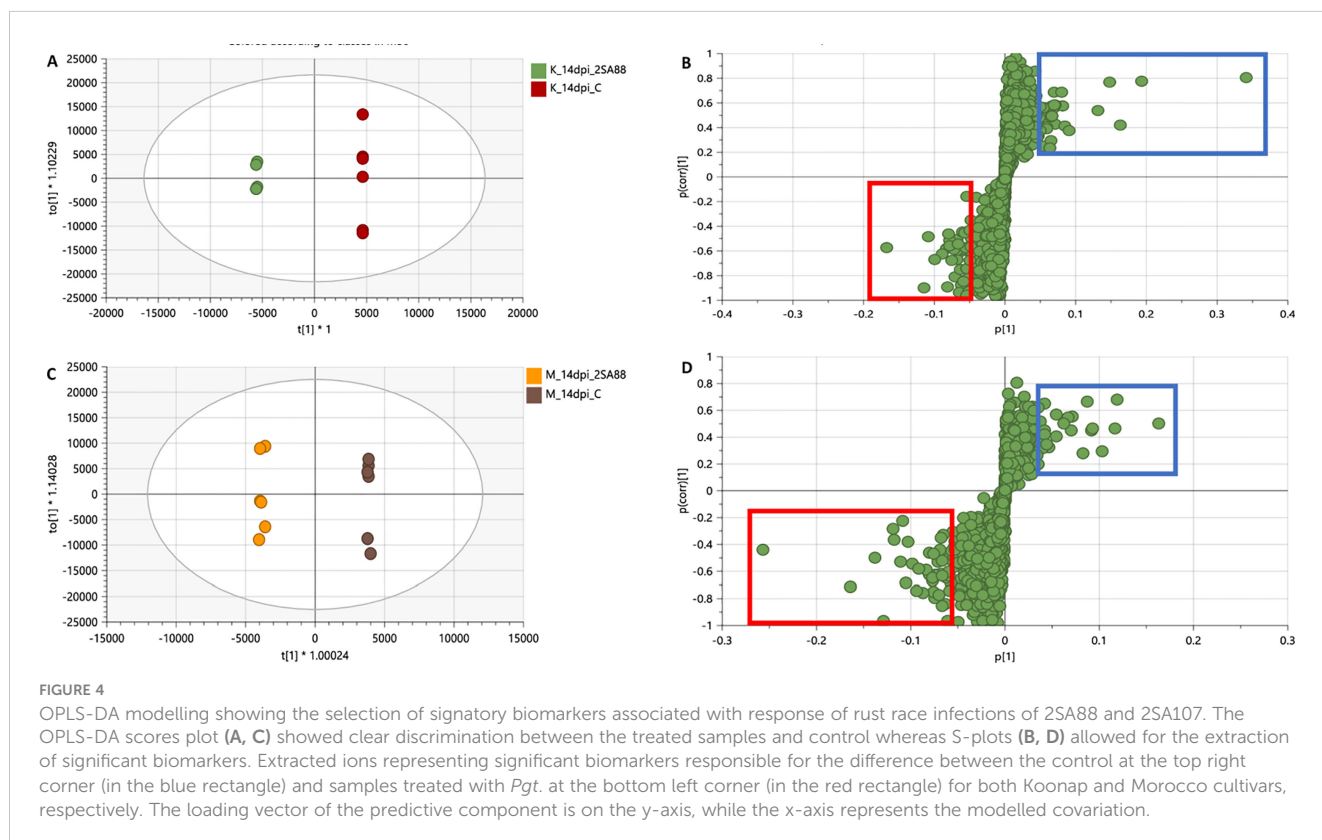 A
25000
20000
15000
10000
5000
0
-5000
-10000
-15000
-20000
-25000
to[1] * 1.10229
-20000 -15000 -10000 -5000 0 5000 10000 15000 20000
t[1] * 1
K_14dpi_2SA88
K_14dpi_C
B
1
0.8
0.6
0.4
0.2
0
-0.2
-0.4
-0.6
-0.8
-1
p(corr)[1]
-0.4 -0.3 -0.2 -0.1 0 0.1 0.2 0.3 0.4
p[1]
C
25000
20000
15000
10000
5000
0
-5000
-10000
-15000
-20000
-25000
to[1] * 1.14028
-15000 -10000 -5000 0 5000 10000 15000
t[1] * 1.00024
M_14dpi_2SA88
M_14dpi_C
D
1
0.8
0.6
0.4
0.2
0
-0.2
-0.4
-0.6
-0.8
-1
p(corr)[1]
-0.3 -0.2 -0.1 0 0.1 0.2 0.3
p[1]
FIGURE 4
OPLS-DA modelling showing the selection of signatory biomarkers associated with response of rust race infections of 2SA88 and 2SA107. The
OPLS-DA scores plot (A, C) showed clear discrimination between the treated samples and control whereas S-plots (B, D) allowed for the extraction
of significant biomarkers. Extracted ions representing significant biomarkers responsible for the difference between the control at the top right
corner (in the blue rectangle) and samples treated with Pgt. at the bottom left corner (in the red rectangle) for both Koonap and Morocco cultivars,
respectively. The loading vector of the predictive component is on the y-axis, while the x-axis represents the modelled covariation.